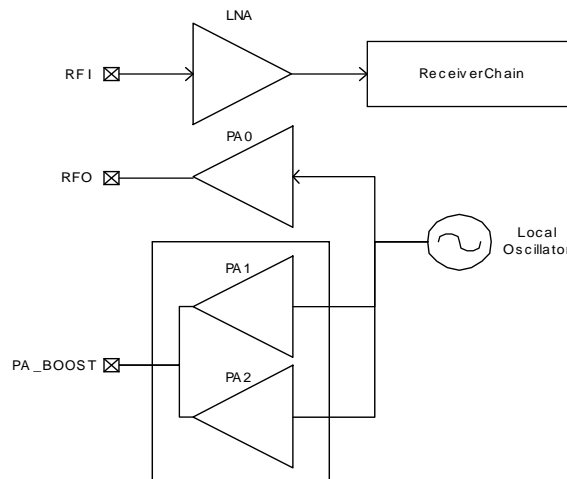 LNA
RFI
ReceiverChain
PA0
RFO
Local
Oscillator
PA1
PA_BOOST
PA2